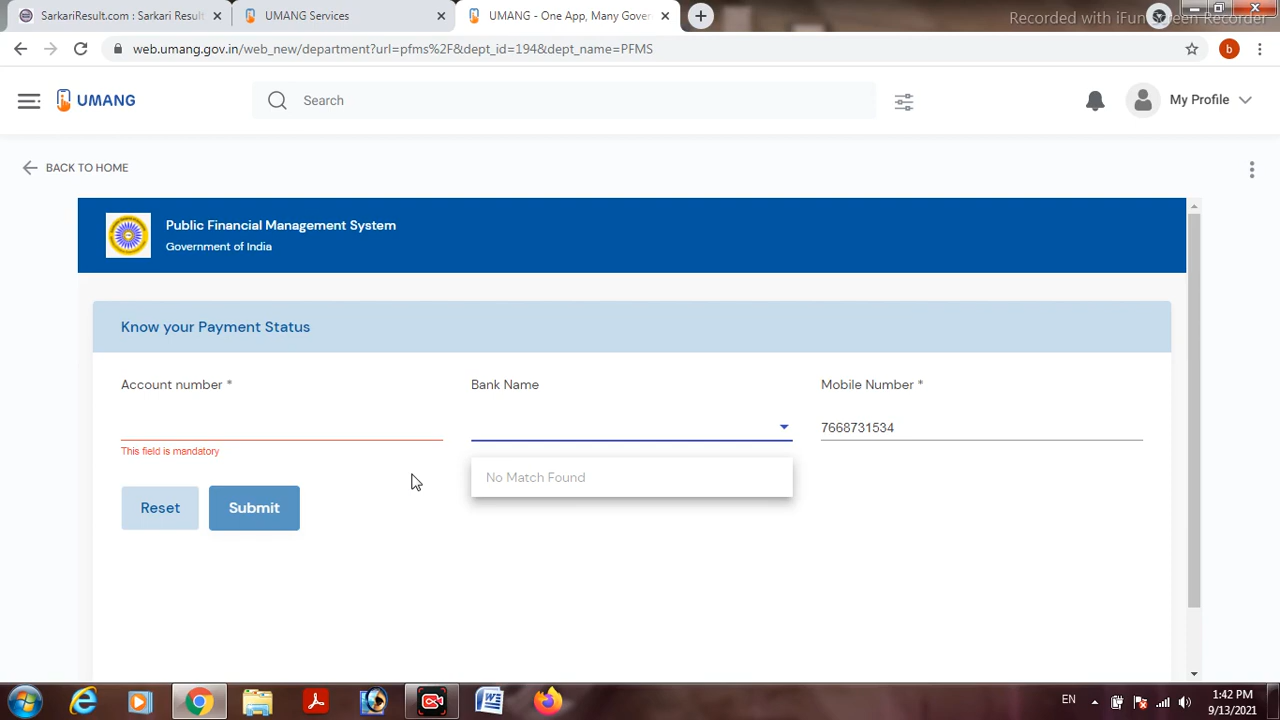 SarkariResult.com : Sarkari Result
UMANG Services
UMANG - One App, Many Gover
Recorded with iFun Screen Recorder
web.umang.gov.in/web_new/department?url=pfms%2F&dept_id=194&dept_name=PFMS
b
UMANG
Search
My Profile
BACK TO HOME
Public Financial Management System
Government of India
Know your Payment Status
Account number *
Bank Name
Mobile Number *
7668731534
This field is mandatory
No Match Found
Reset
Submit
EN
1:42 PM
9/13/2021